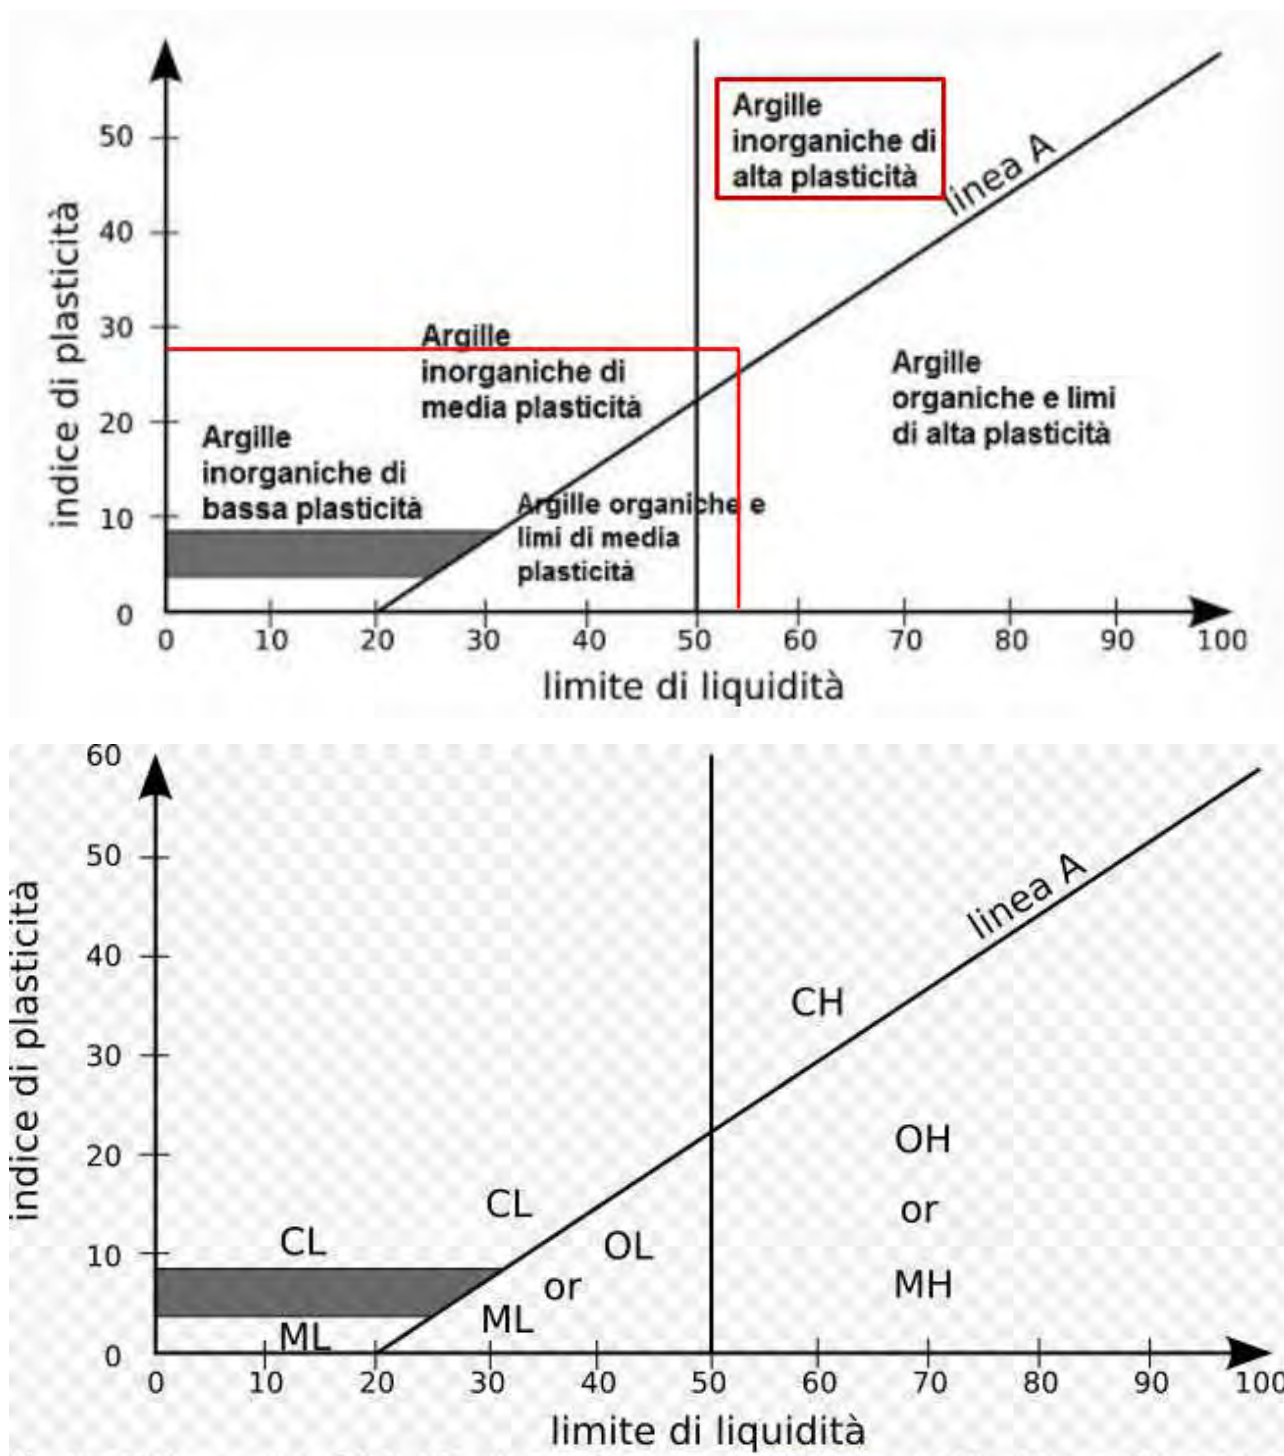 Argille
inorganiche di
alta plasticità
linea A
50
40
30
20
10
0
indice di plasticità
Argille
inorganiche di
media plasticità
Argille
organiche e limi
di alta plasticità
Argille
inorganiche di
bassa plasticità
Argille organiche e
limi di media
plasticità
0 10 20 30 40 50 60 70 80 90 100
limite di liquidità
60
50
40
30
20
10
0
indice di plasticità
linea A
CH
OH
or
MH
CL
CL
OL
or
ML
ML
0 10 20 30 40 50 60 70 80 90 100
limite di liquidità